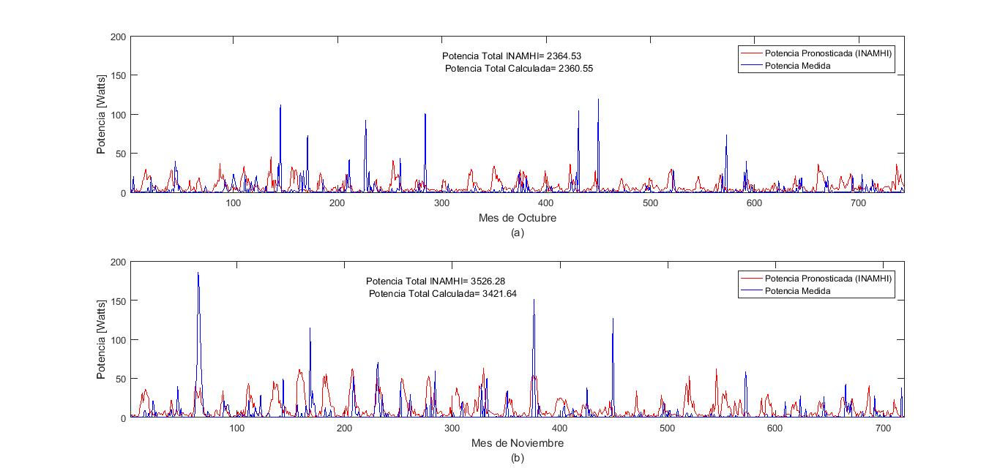 200
150
100
50
0
Potencia [Watts]
Potencia Total INAMHI= 2364.53
Potencia Total Calculada= 2360.55
Potencia Pronosticada (INAMHI)
Potencia Medida
100 200 300 400 500 600 700
Mes de Octubre
(a)
200
150
100
50
0
Potencia [Watts]
Potencia Total INAMHI= 3526.28
Potencia Total Calculada= 3421.64
Potencia Pronosticada (INAMHI)
Potencia Medida
100 200 300 400 500 600 700
Mes de Noviembre
(b)